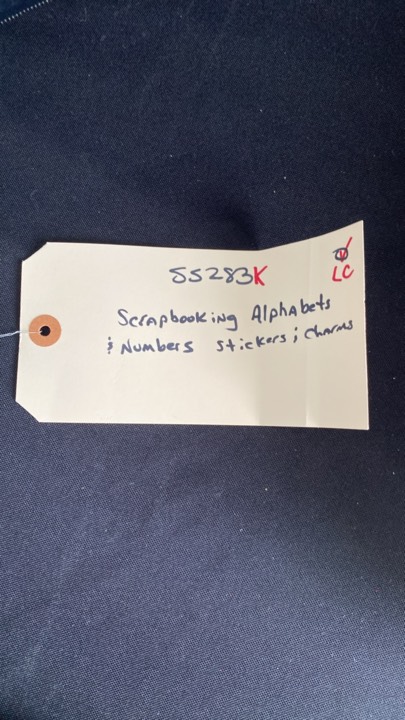 55283K
LC
Scrapbooking Alphabets
& Numbers stickers; charms